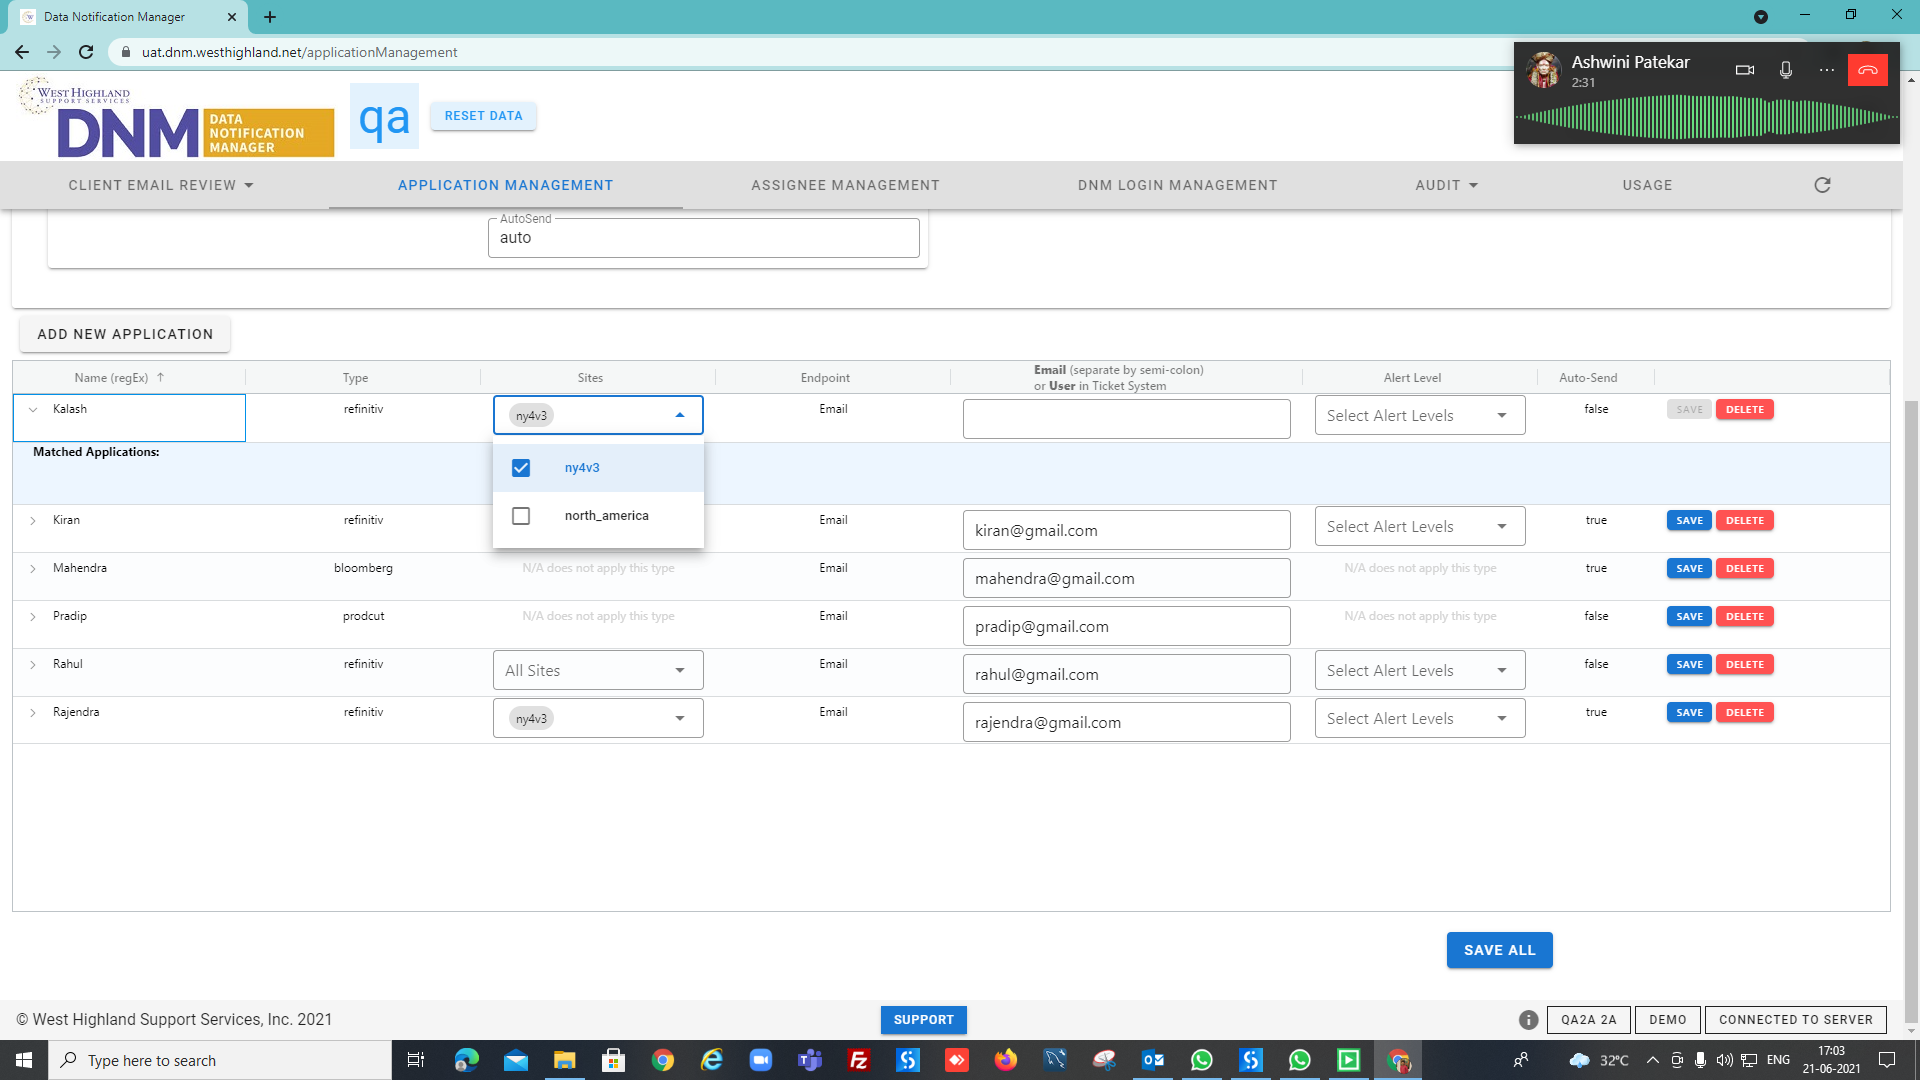 Data Notification Manager
uat.dnm.westhighland.net/applicationManagement
Ashwini Patekar
2:31
WEST HIGHLAND
SUPPORT SERVICES
DNM DATA NOTIFICATION MANAGER
qa
RESET DATA
CLIENT EMAIL REVIEW
APPLICATION MANAGEMENT
ASSIGNEE MANAGEMENT
DNM LOGIN MANAGEMENT
AUDIT
USAGE
AutoSend
auto
ADD NEW APPLICATION
Name (regEx) Type Sites Endpoint Email (separate by semi-colon) Alert Level Auto-Send
or User in Ticket System
Kalash refinitiv ny4v3 Email Select Alert Levels false SAVE DELETE
Matched Applications:
ny4v3
north_america
Kiran refinitiv Email kiran@gmail.com Select Alert Levels true SAVE DELETE
Mahendra bloomberg N/A does not apply this type Email mahendra@gmail.com N/A does not apply this type true SAVE DELETE
Pradip prodcut N/A does not apply this type Email pradip@gmail.com N/A does not apply this type false SAVE DELETE
Rahul refinitiv All Sites Email rahul@gmail.com Select Alert Levels false SAVE DELETE
Rajendra refinitiv ny4v3 Email rajendra@gmail.com Select Alert Levels true SAVE DELETE
SAVE ALL
© West Highland Support Services, Inc. 2021
SUPPORT
QA2A 2A
DEMO
CONNECTED TO SERVER
Type here to search
32°C
ENG
17:03
21-06-2021